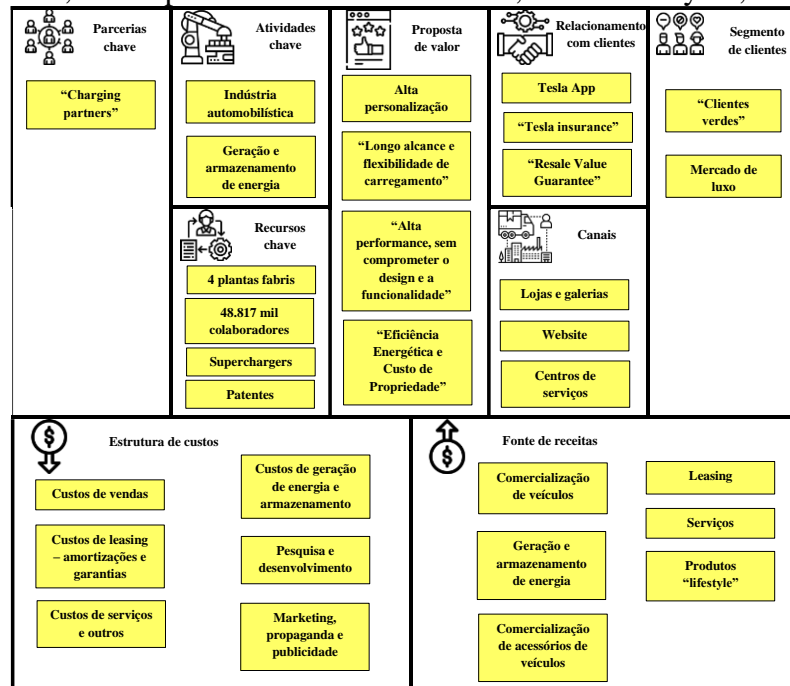 Parcerias
chave
“Charging
partners”
Atividades
chave
Indústria
automobilística
Geração e
armazenamento
de energia
Recursos
chave
4 plantas fabris
48.817 mil
colaboradores
Superchargers
Patentes
Proposta
de valor
Alta
personalização
“Longo alcance e
flexibilidade de
carregamento”
“Alta
performance, sem
comprometer o
design e a
funcionalidade”
“Eficiência
Energética e
Custo de
Propriedade”
Relacionamento
com clientes
Tesla App
“Tesla insurance”
“Resale Value
Guarantee”
Canais
Lojas e galerias
Website
Centros de
serviços
Segmento
de clientes
“Clientes
verdes”
Mercado de
luxo
$
Estrutura de custos
Custos de vendas
Custos de leasing
– amortizações e
garantias
Custos de serviços
e outros
Custos de geração
de energia e
armazenamento
Pesquisa e
desenvolvimento
Marketing,
propaganda e
publicidade
$
Fonte de receitas
Comercialização
de veículos
Geração e
armazenamento
de energia
Comercialização
de acessórios de
veículos
Leasing
Serviços
Produtos
“lifestyle”